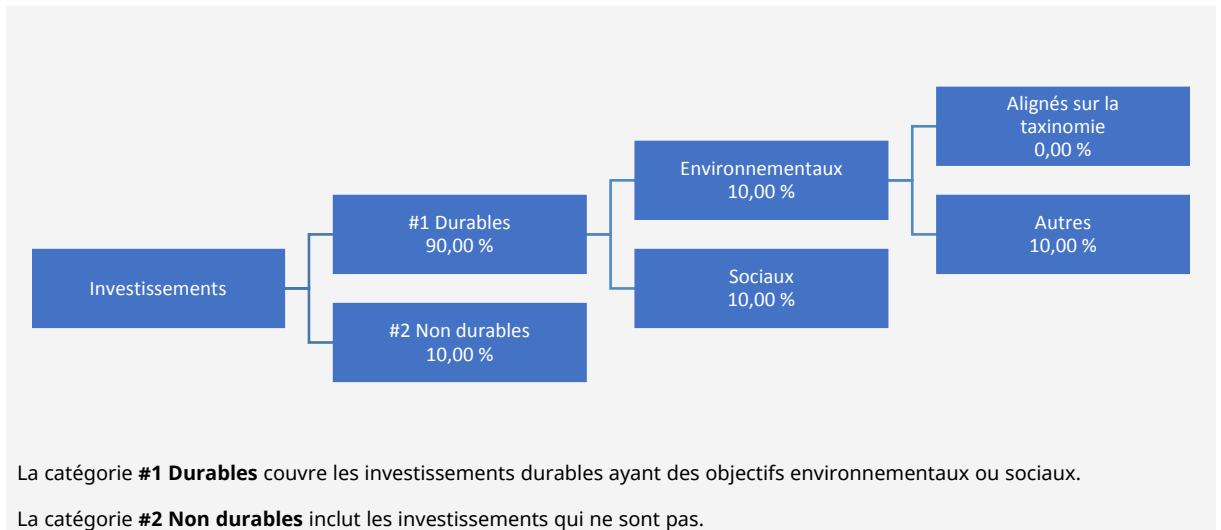 Investissements
#1 Durables
90,00 %
#2 Non durables
10,00 %
Environnementaux
10,00 %
Sociaux
10,00 %
Alignés sur la
taxinomie
0,00 %
Autres
10,00 %
La catégorie #1 Durables couvre les investissements durables ayant des objectifs environnementaux ou sociaux.
La catégorie #2 Non durables inclut les investissements qui ne sont pas.